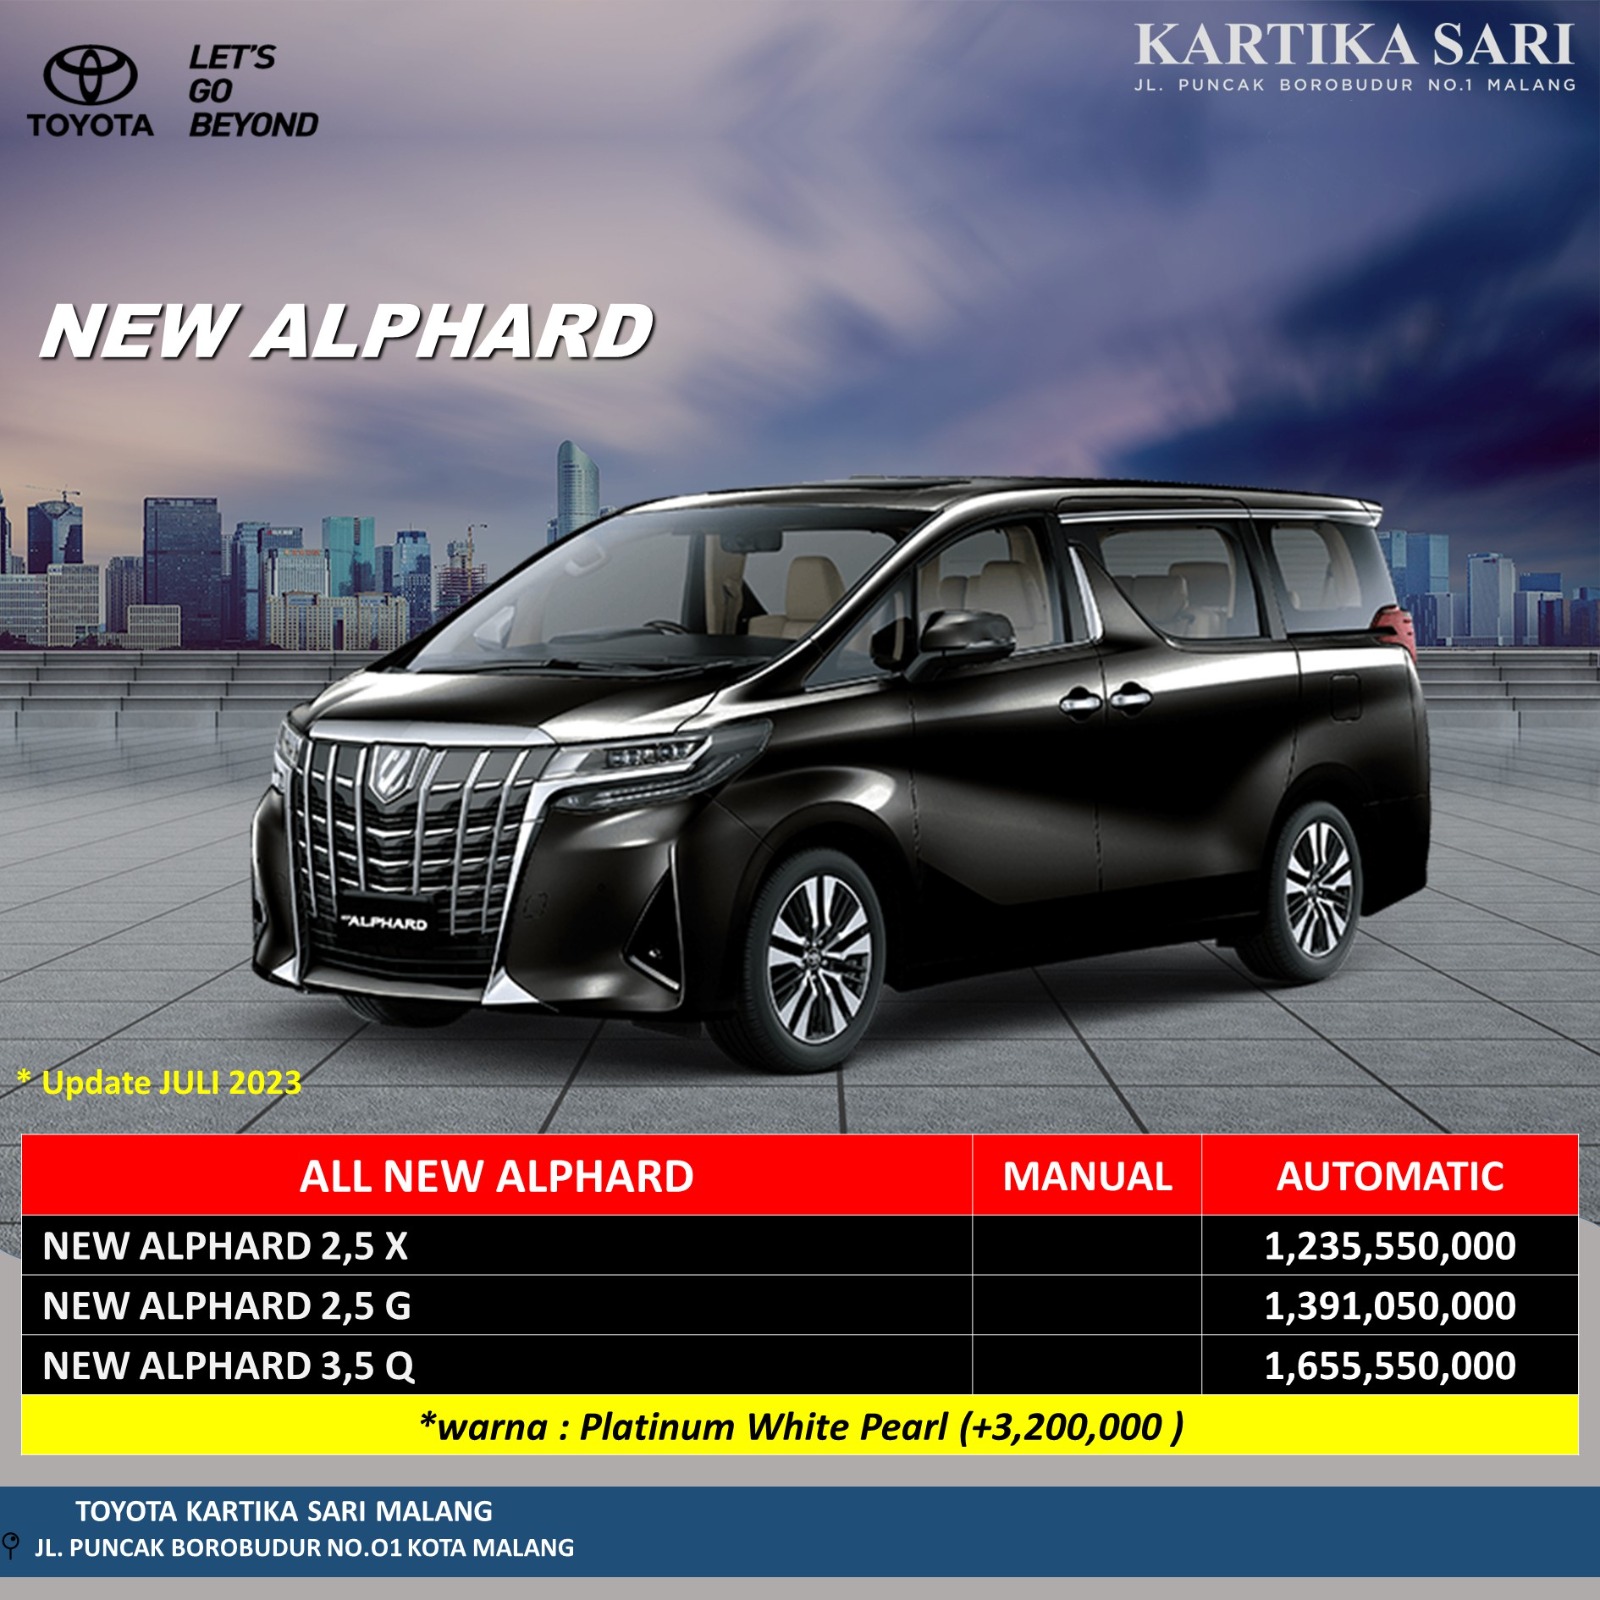 TOYOTA
LET'S
GO
BEYOND
KARTIKA SARI
JL. PUNCAK BOROBUDUR NO.1 MALANG
NEW ALPHARD
ALPHARD
* Update JULI 2023
ALL NEW ALPHARD MANUAL AUTOMATIC
NEW ALPHARD 2,5 X 1,235,550,000
NEW ALPHARD 2,5 G 1,391,050,000
NEW ALPHARD 3,5 Q 1,655,550,000
*warna : Platinum White Pearl (+3,200,000 )
TOYOTA KARTIKA SARI MALANG
JL. PUNCAK BOROBUDUR NO.O1 KOTA MALANG